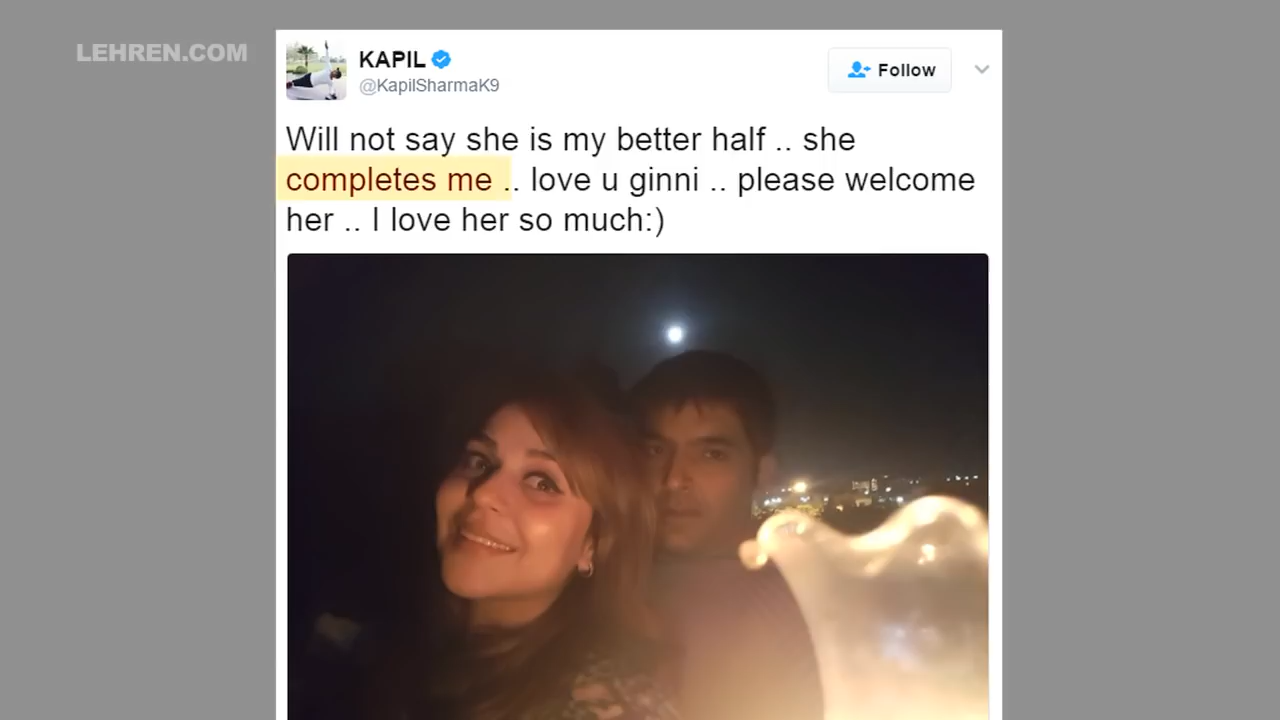 LEHREN.COM
KAPIL
@KapilSharmaK9
Follow
Will not say she is my better half .. she
completes me .. love u ginni .. please welcome
her .. I love her so much:)